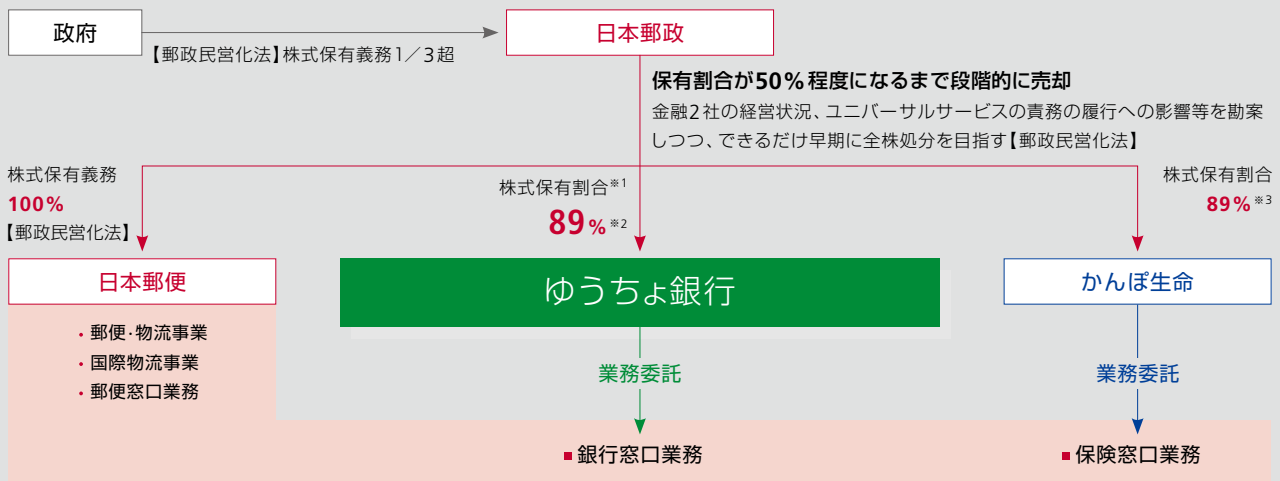 政府
日本郵政
【郵政民営化法】株式保有義務1／3超
保有割合が50％程度になるまで段階的に売却
金融2社の経営状況、ユニバーサルサービスの責務の履行への影響等を勘案
しつつ、できるだけ早期に全株処分を目指す【郵政民営化法】
株式保有義務
100％
【郵政民営化法】
株式保有割合※1
89％※2
株式保有割合
89％※3
日本郵便
ゆうちょ銀行
かんぽ生命
・郵便・物流事業
・国際物流事業
・郵便窓口業務
業務委託
業務委託
■銀行窓口業務
■保険窓口業務